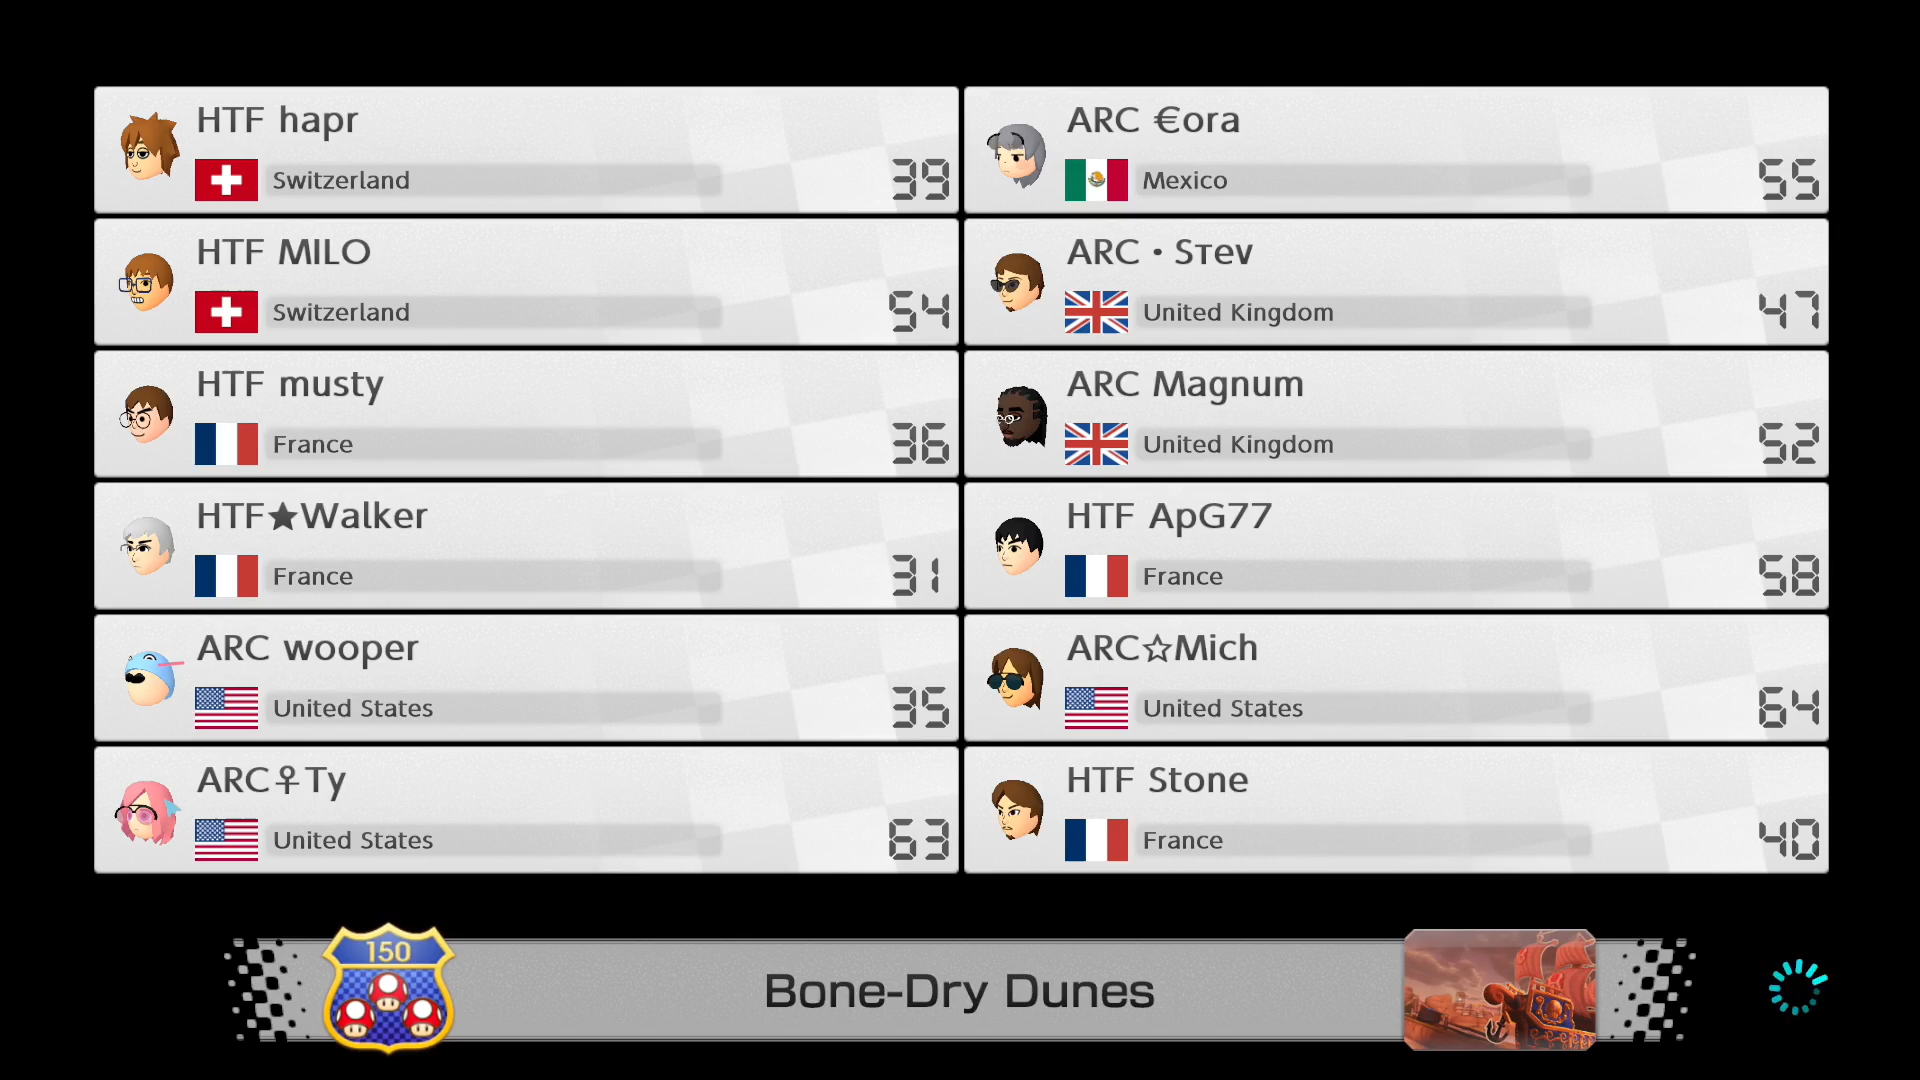 HTF hapr
Switzerland
39
HTF MILO
Switzerland
54
HTF musty
France
36
HTF★Walker
France
31
ARC wooper
United States
35
ARC♀Ty
United States
63
ARC €ora
Mexico
55
ARC・Sтev
United Kingdom
47
ARC Magnum
United Kingdom
52
HTF ApG77
France
58
ARC☆Mich
United States
64
HTF Stone
France
40
150
Bone-Dry Dunes